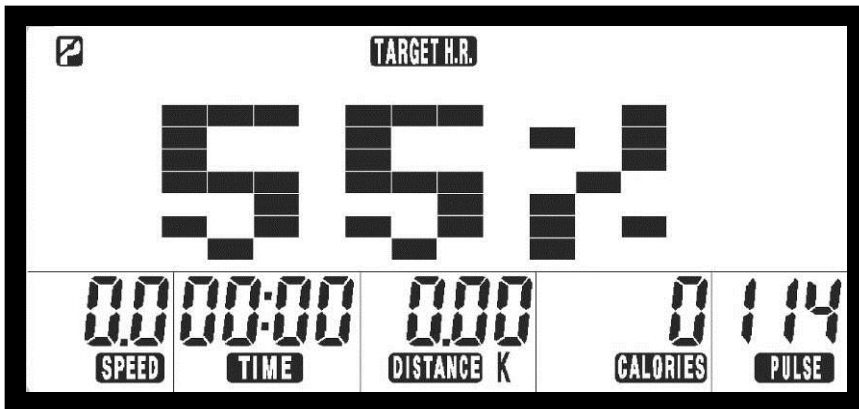 P TARGET H.R.
55%
0.0 00:00 0.00 0 114
SPEED TIME DISTANCE K CALORIES PULSE